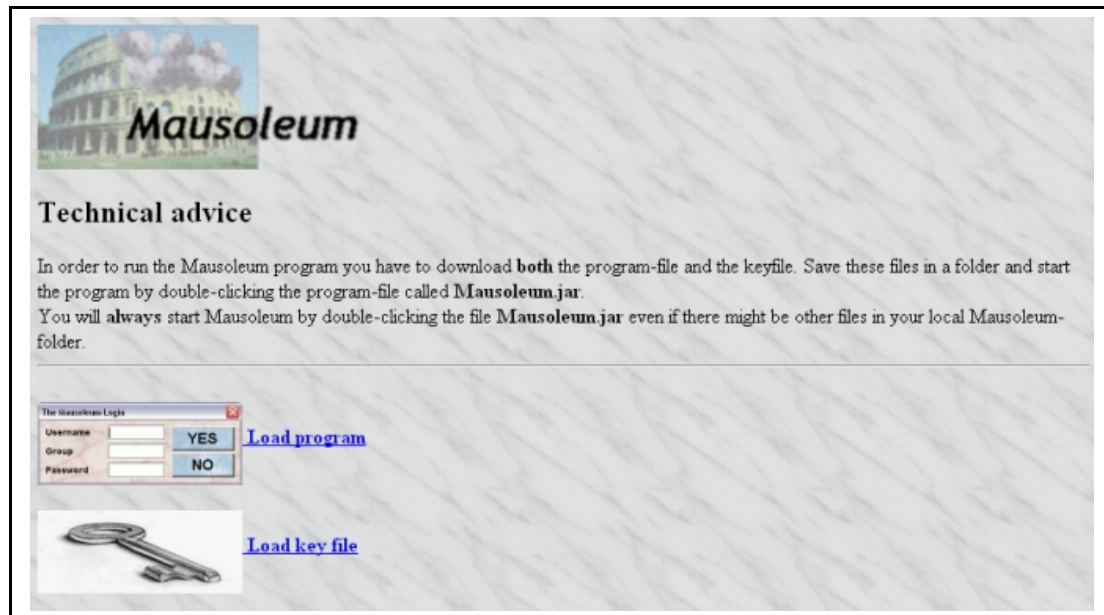 Mausoleum
Technical advice
In order to run the Mausoleum program you have to download both the program-file and the keyfile. Save these files in a folder and start
the program by double-clicking the program-file called Mausoleum.jar.
You will always start Mausoleum by double-clicking the file Mausoleum.jar even if there might be other files in your local Mausoleum-
folder.
The Mausoleum Login
Username
YES
Group
Password
NO
Load program
Load key file